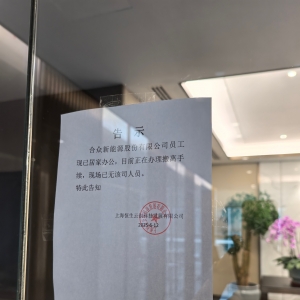 告 示
合众新能源股份有限公司员工
现已居家办公，目前正在办理撤离手
续，现场已无该司人员。
特此告知